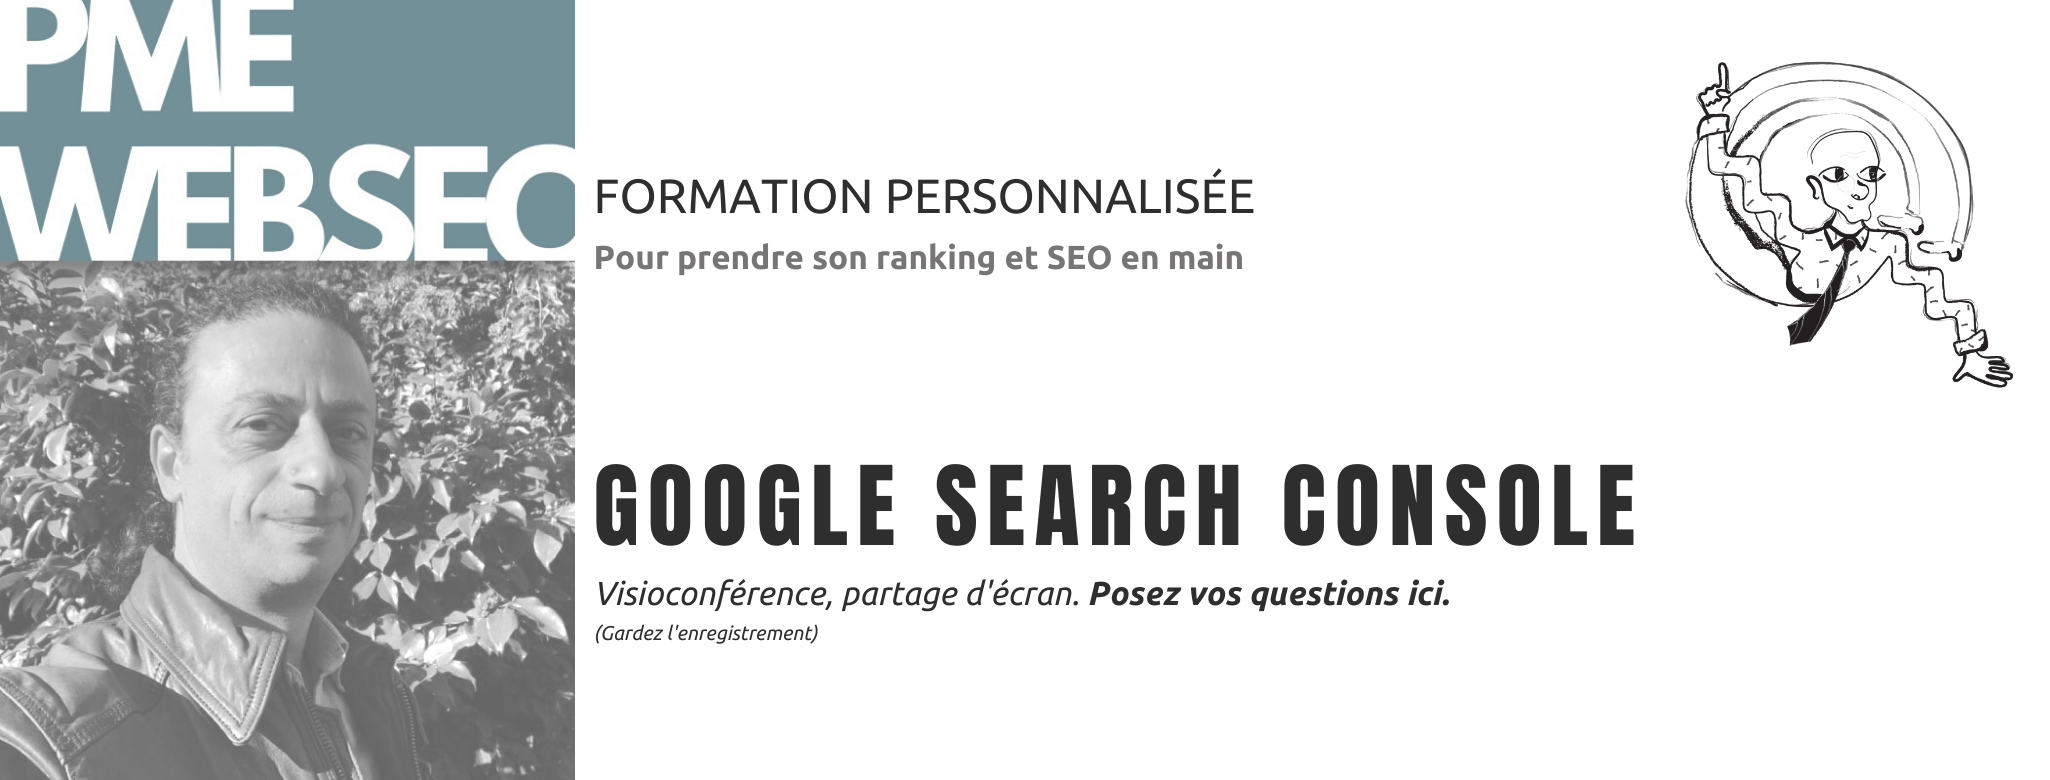 PME
WEBSEO
FORMATION PERSONNALISÉE
Pour prendre son ranking et SEO en main
GOOGLE SEARCH CONSOLE
Visioconférence, partage d'écran. Posez vos questions ici.
(Gardez l'enregistrement)